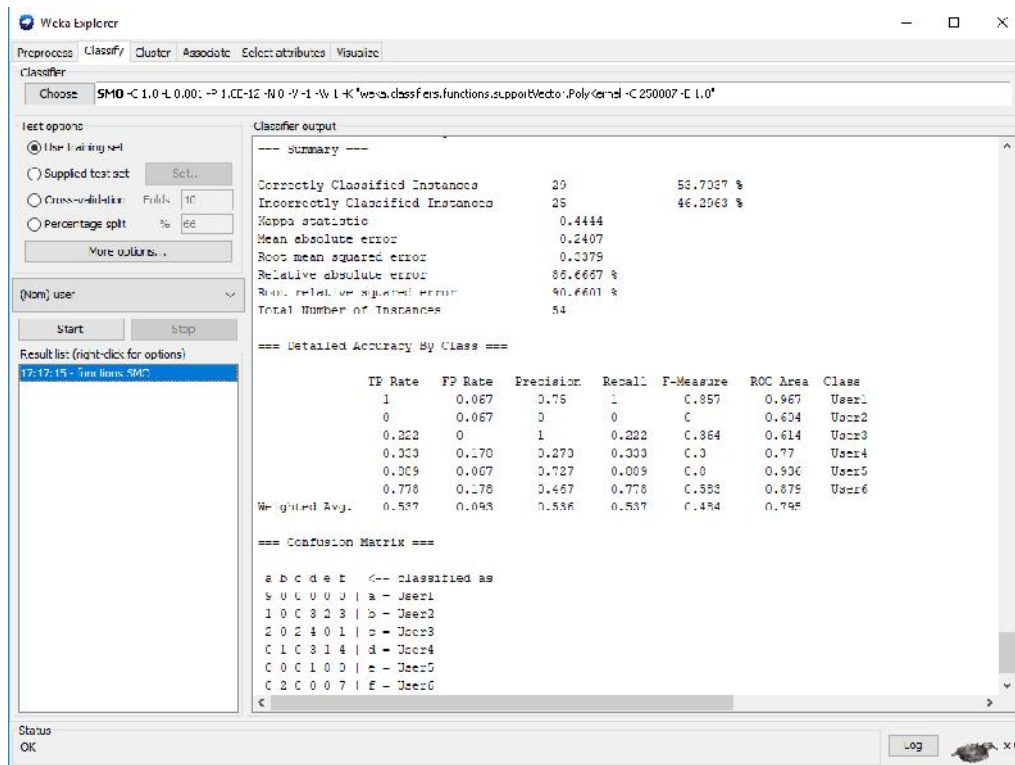 Weka Explorer
Preprocess Classify Cluster Associate Select attributes Visualize
Classifier
Choose SMO -C 1.0 -L 0.001 -P 1.0E-12 -N 0 -V -1 -W 1 -K "weka.classifiers.functions.supportVector.PolyKernel -C 250007 -E 1.0"
Test options
Use training set
Supplied test set Set...
Cross-validation Folds 10
Percentage split % 66
More options...
(Nom) user
Start Stop
Result list (right-click for options)
17:17:15 - functions.SMO
Classifier output
=== Summary ===
Correctly Classified Instances 29 53.7037 %
Incorrectly Classified Instances 25 46.2963 %
Kappa statistic 0.4444
Mean absolute error 0.2407
Root mean squared error 0.3379
Relative absolute error 86.6667 %
Root relative squared error 90.6601 %
Total Number of Instances 54
=== Detailed Accuracy By Class ===
TP Rate FP Rate Precision Recall F-Measure ROC Area Class
1 0.067 0.75 1 0.857 0.967 User1
0 0.067 0 0 0 0.604 User2
0.222 0 1 0.222 0.364 0.614 User3
0.333 0.178 0.273 0.333 0.3 0.77 User4
0.889 0.067 0.727 0.889 0.8 0.936 User5
0.778 0.178 0.467 0.778 0.583 0.879 User6
Weighted Avg. 0.537 0.093 0.536 0.537 0.484 0.795
=== Confusion Matrix ===
a b c d e f <-- classified as
9 0 0 0 0 0 | a = User1
1 0 0 3 2 3 | b = User2
2 0 2 4 0 1 | c = User3
0 1 0 3 1 4 | d = User4
0 0 0 1 8 0 | e = User5
0 2 0 0 0 7 | f = User6
Status
OK
Log